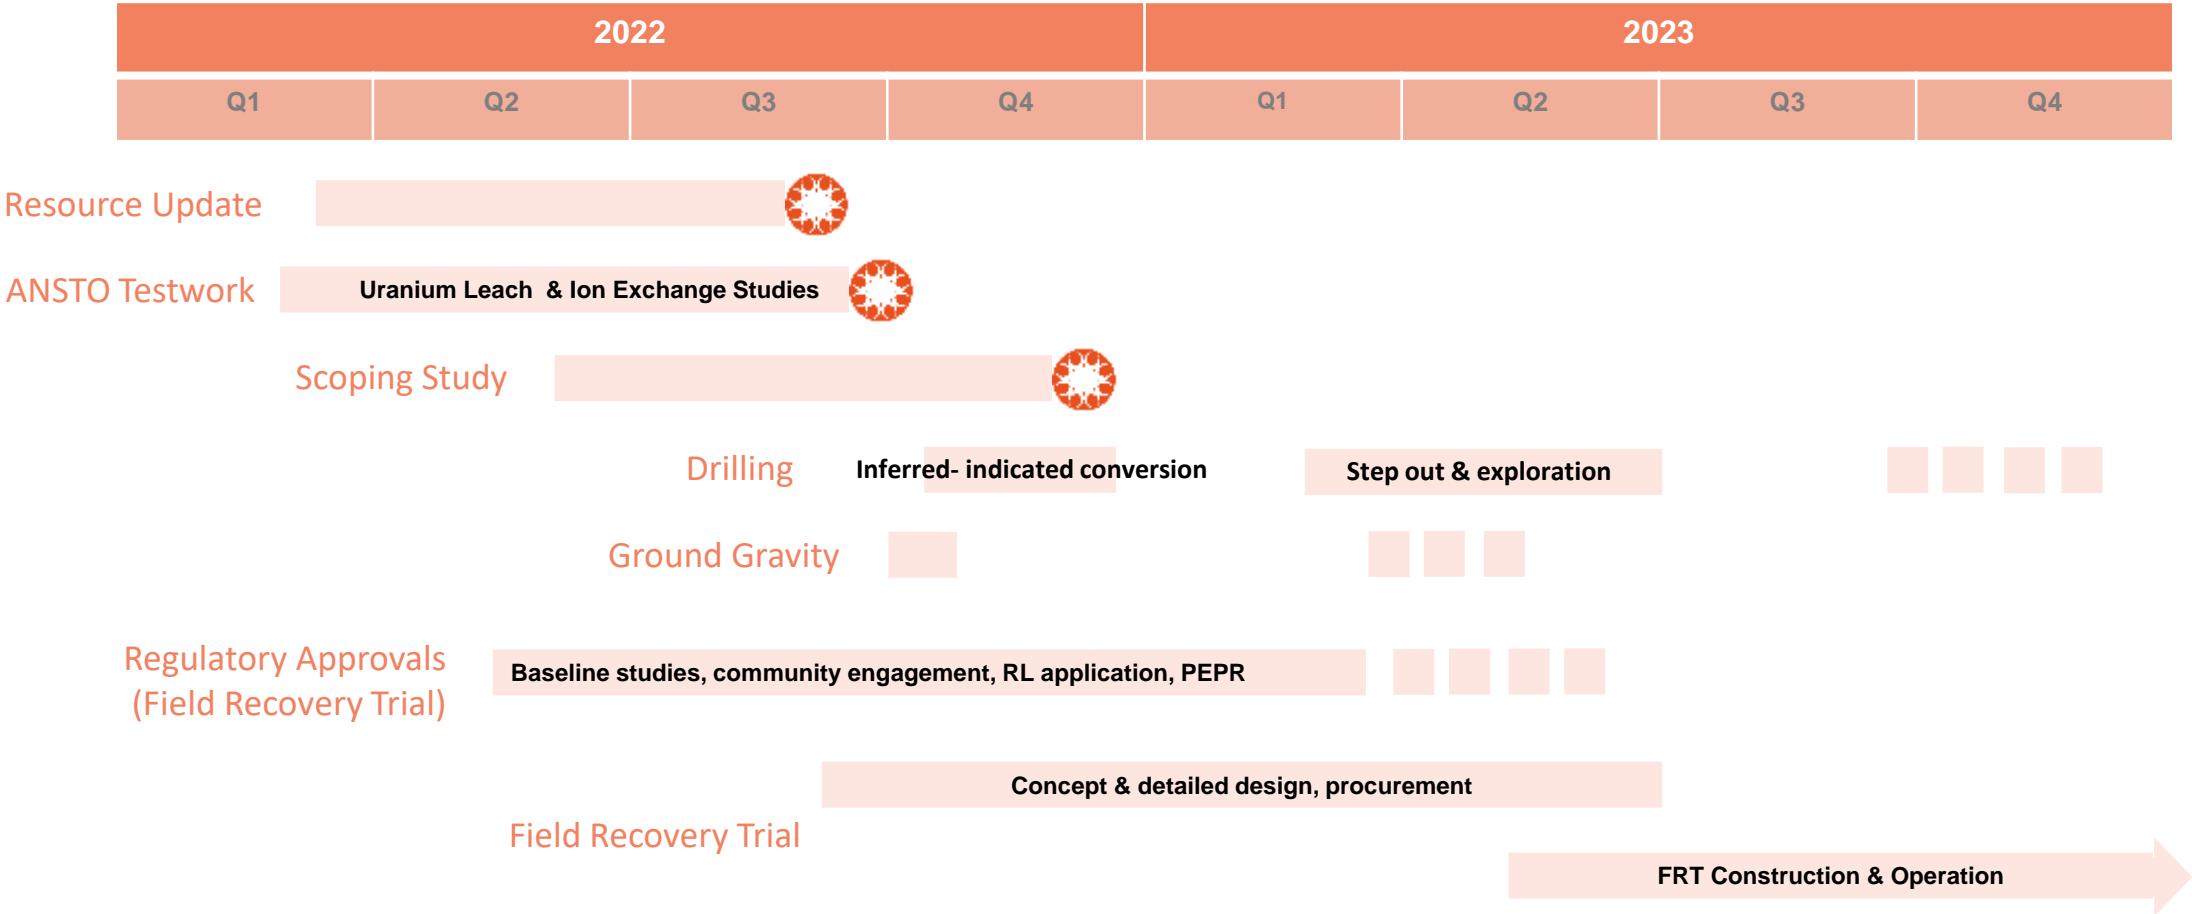 2022 2023
Q1 Q2 Q3 Q4 Q1 Q2 Q3 Q4
Resource Update
ANSTO Testwork Uranium Leach & Ion Exchange Studies
Scoping Study
Drilling Inferred- indicated conversion Step out & exploration
Ground Gravity
Regulatory Approvals
(Field Recovery Trial)
Baseline studies, community engagement, RL application, PEPR
Concept & detailed design, procurement
Field Recovery Trial
FRT Construction & Operation